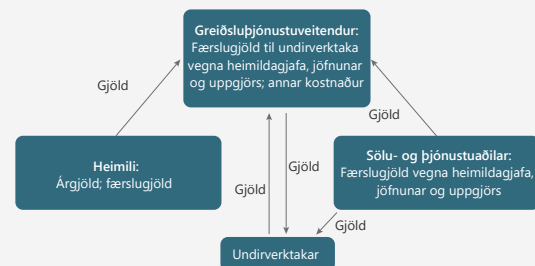 Greiðsluþjónustuveitendur:
Færslugjöld til undirverktaka
vegna heimildagjafa, jöfnunar
og uppgjörs; annar kostnaður
Gjöld
Gjöld
Heimili:
Árgjöld; færslugjöld
Gjöld
Gjöld
Sölu- og þjónustuaðilar:
Færslugjöld vegna heimildagjafa,
jöfnunar og uppgjörs
Gjöld
Undirverktakar